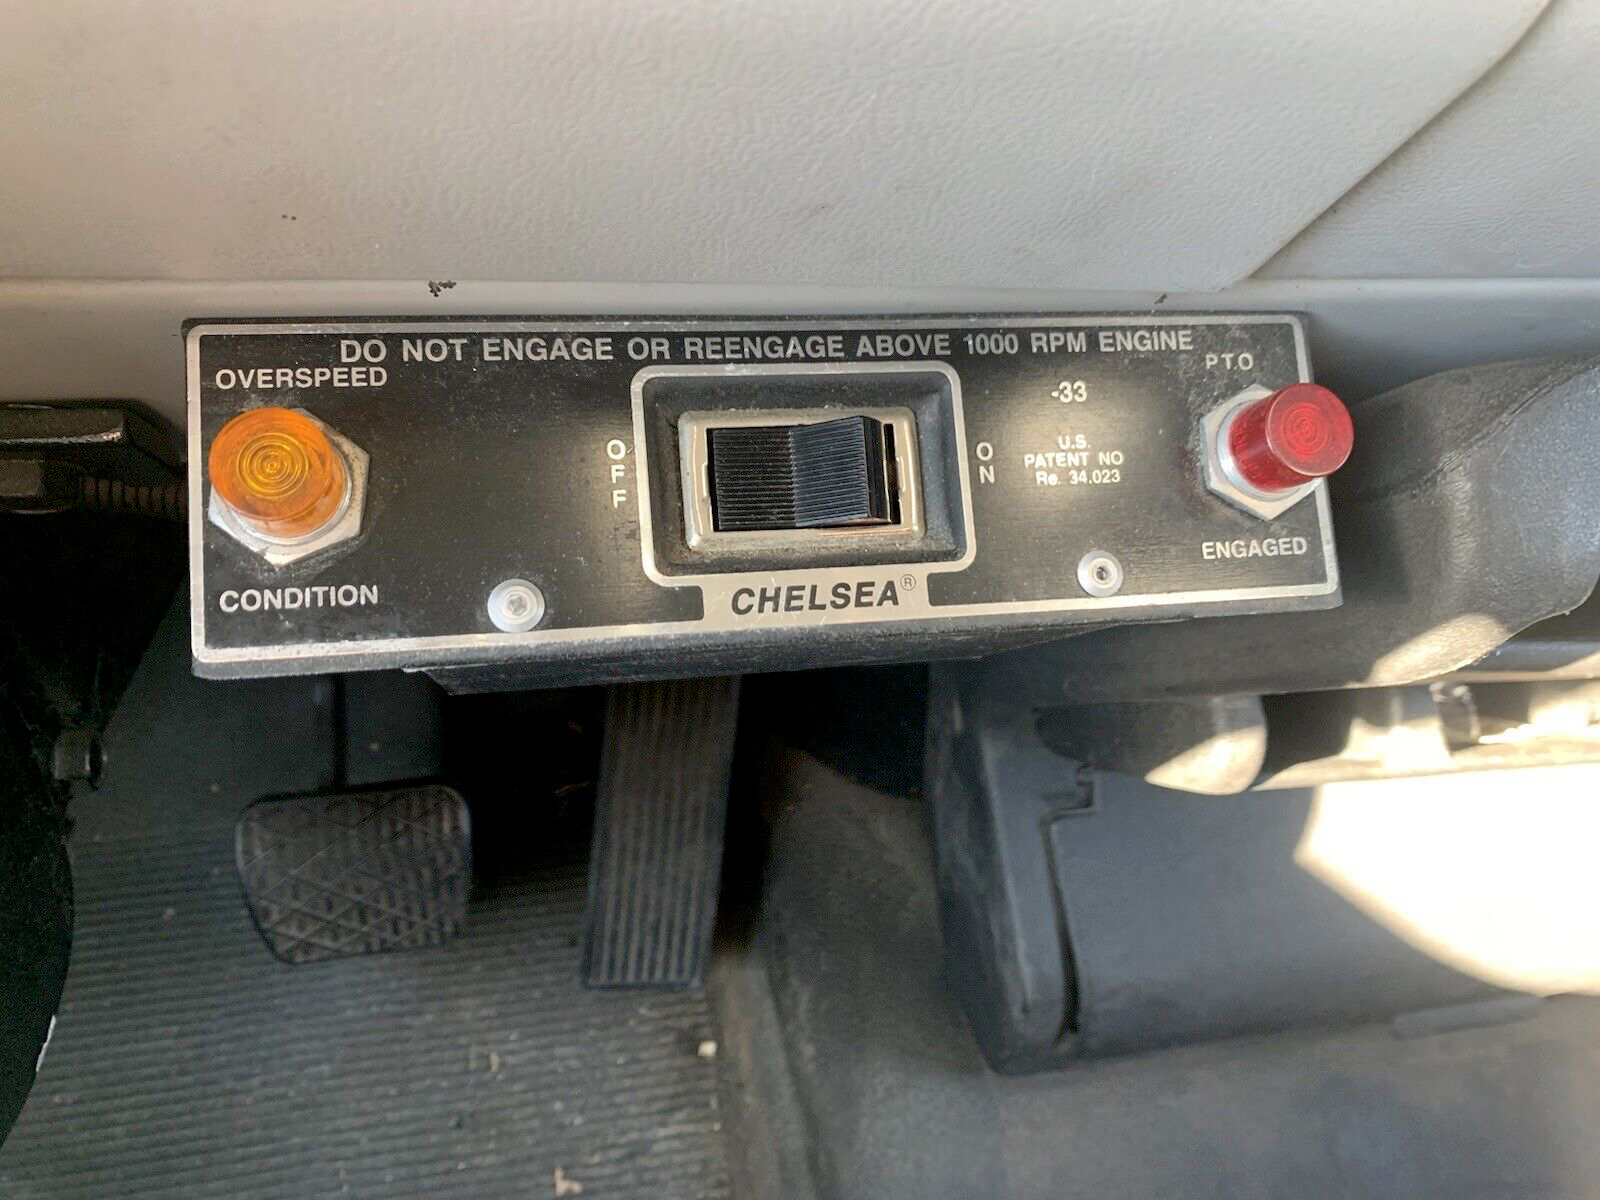 DO NOT ENGAGE OR REENGAGE ABOVE 1000 RPM ENGINE
OVERSPEED
CONDITION
OFF
ON
-33
U.S.
PATENT NO
Re. 34.023
P.T.O
ENGAGED
CHELSEA®